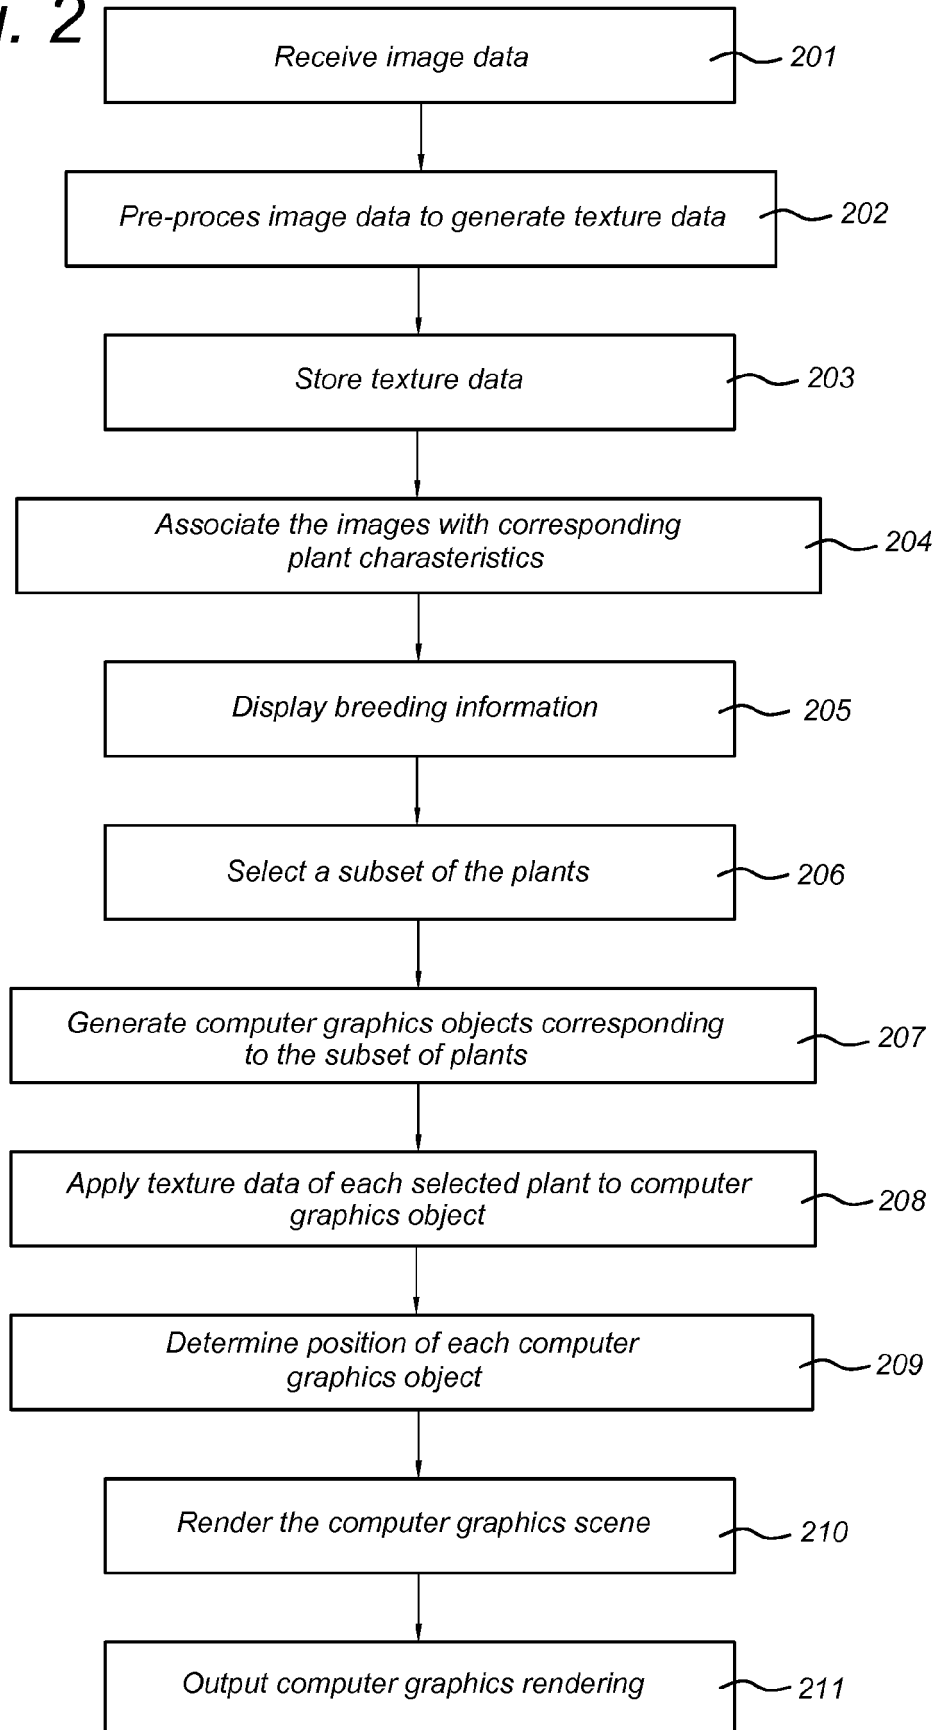 . 2
Receive image data
201
Pre-proces image data to generate texture data
202
Store texture data
203
Associate the images with corresponding
plant charasteristics
204
Display breeding information
205
Select a subset of the plants
206
Generate computer graphics objects corresponding
to the subset of plants
207
Apply texture data of each selected plant to computer
graphics object
208
Determine position of each computer
graphics object
209
Render the computer graphics scene
210
Output computer graphics rendering
211